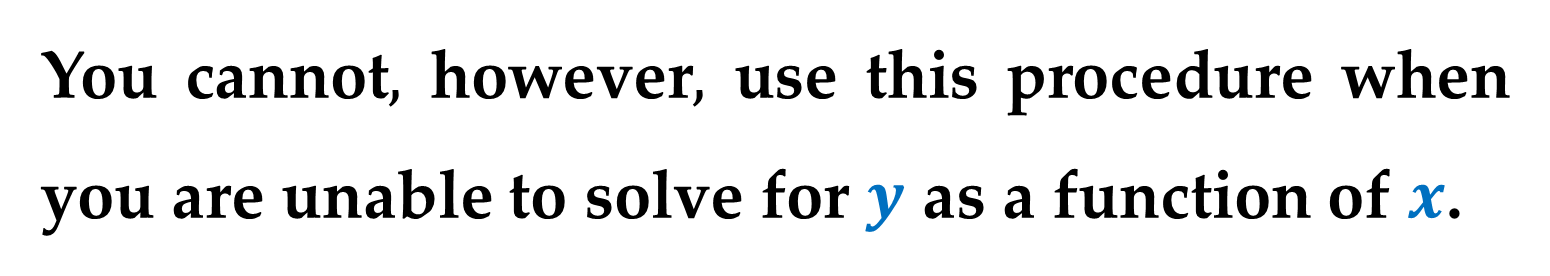 You cannot, however, use this procedure when
you are unable to solve for y as a function of x.